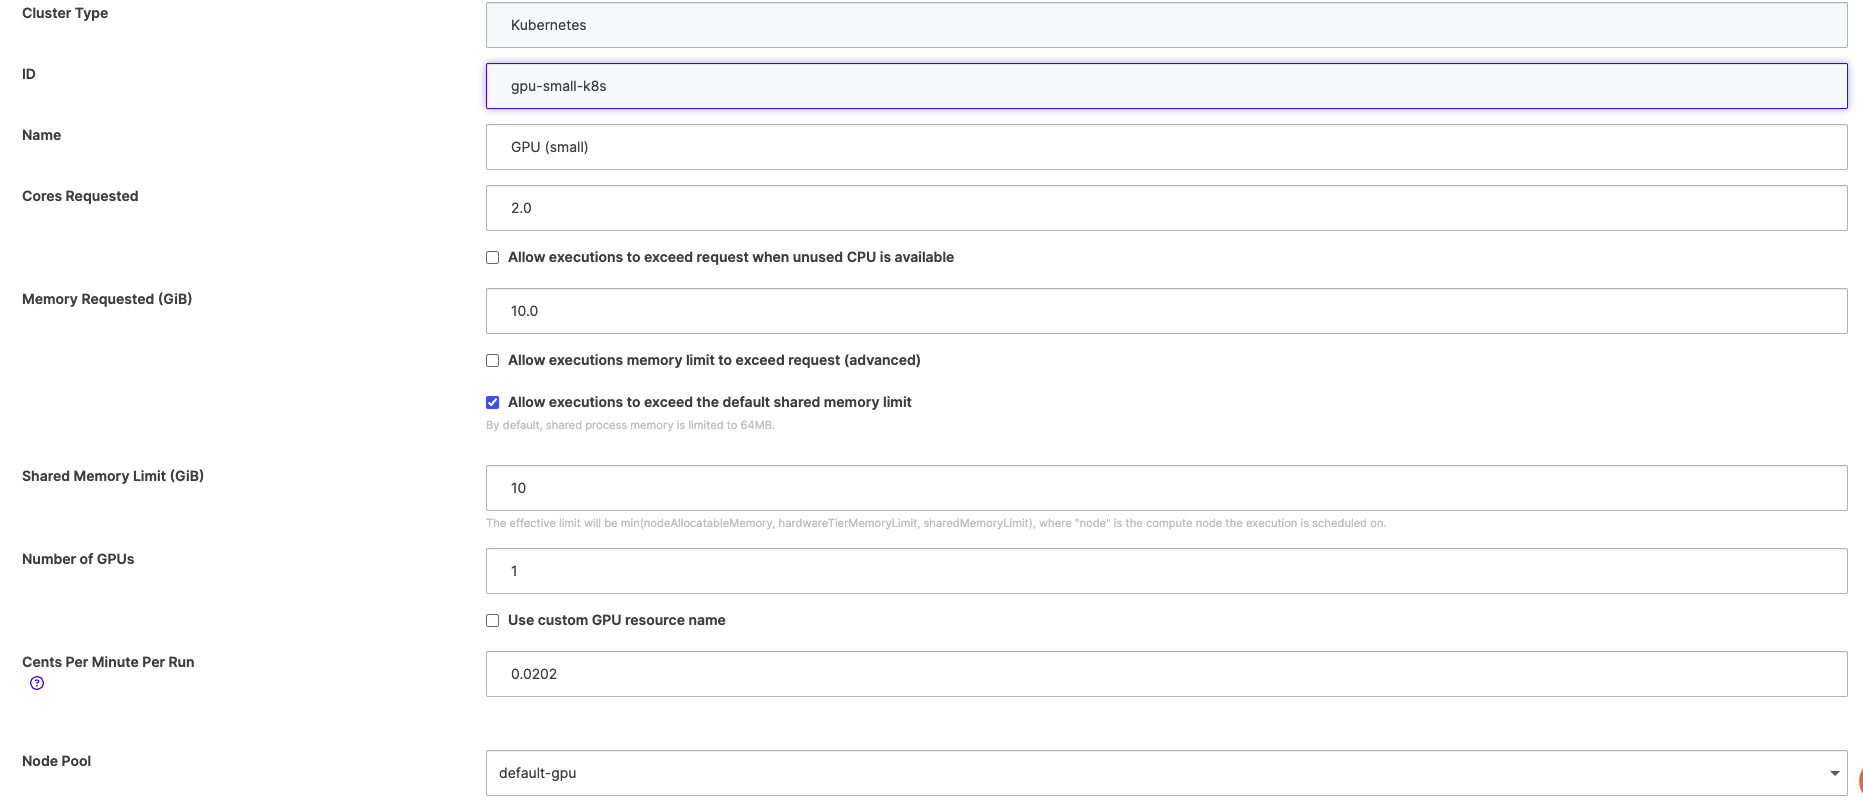 Cluster Type
Kubernetes
ID
gpu-small-k8s
Name
GPU (small)
Cores Requested
2.0
Allow executions to exceed request when unused CPU is available
Memory Requested (GiB)
10.0
Allow executions memory limit to exceed request (advanced)
Allow executions to exceed the default shared memory limit
By default, shared process memory is limited to 64MB.
Shared Memory Limit (GiB)
10
The effective limit will be min(nodeAllocatableMemory, hardwareTierMemoryLimit, sharedMemoryLimit), where "node" is the compute node the execution is scheduled on.
Number of GPUs
1
Use custom GPU resource name
Cents Per Minute Per Run
?
0.0202
Node Pool
default-gpu